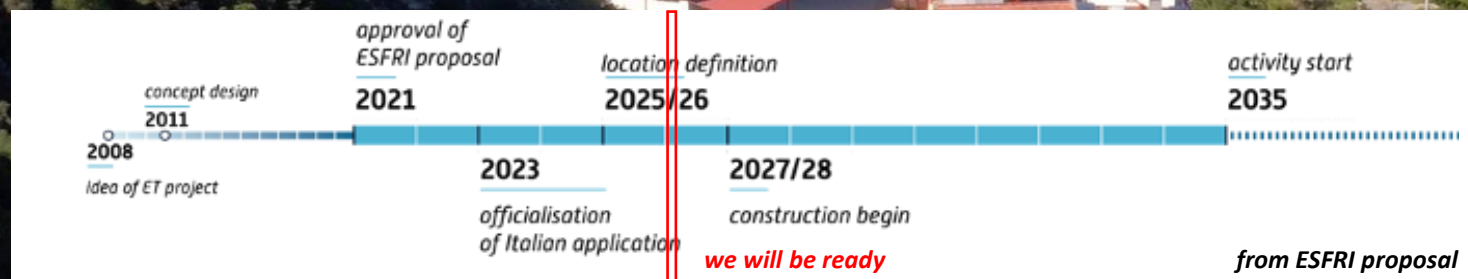 approval of
ESFRI proposal
2021
location definition
2025/26
activity start
2035
concept design
2011
2008
Idea of ET project
2023
officialisation
of Italian application
2027/28
construction begin
we will be ready
from ESFRI proposal